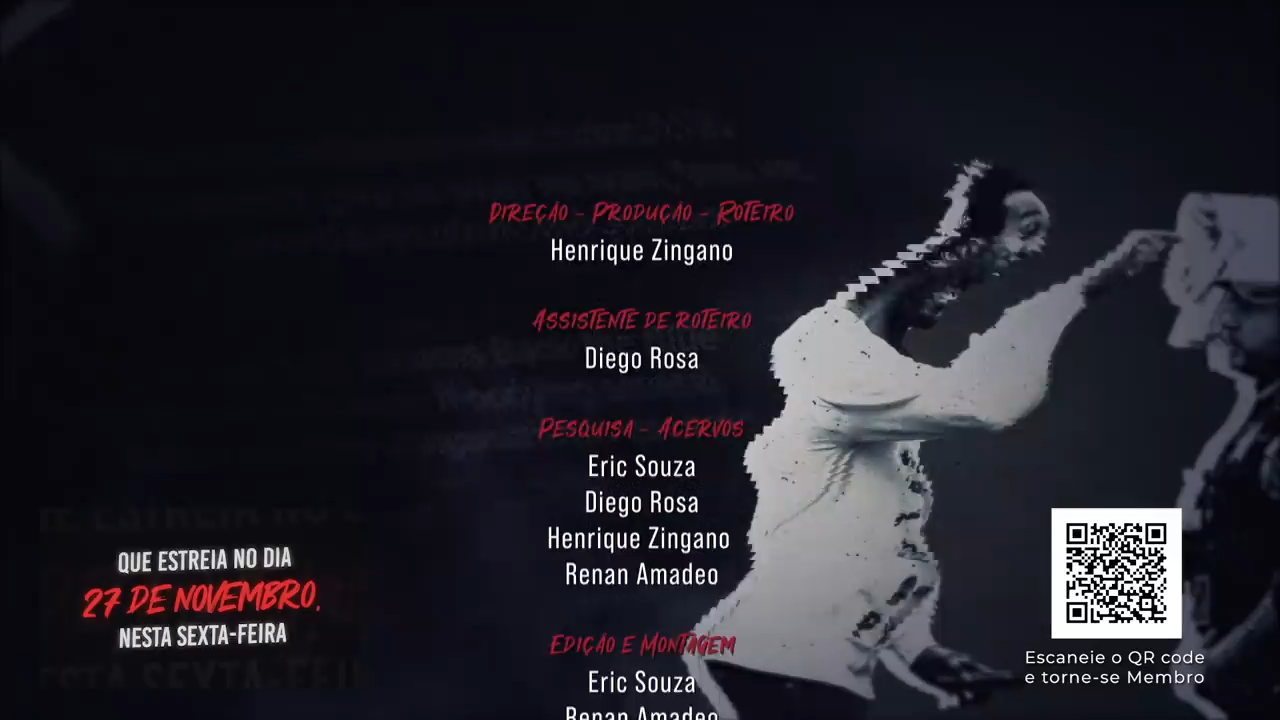 Direção - Produção - Roteiro
Henrique Zingano
Assistente de roteiro
Diego Rosa
Pesquisa - Acervos
Eric Souza
Diego Rosa
Henrique Zingano
Renan Amadeo
Edição e Montagem
Eric Souza
Renan Amadeo
QUE ESTREIA NO DIA
27 DE NOVEMBRO,
NESTA SEXTA-FEIRA
Escaneie o QR code
e torne-se Membro